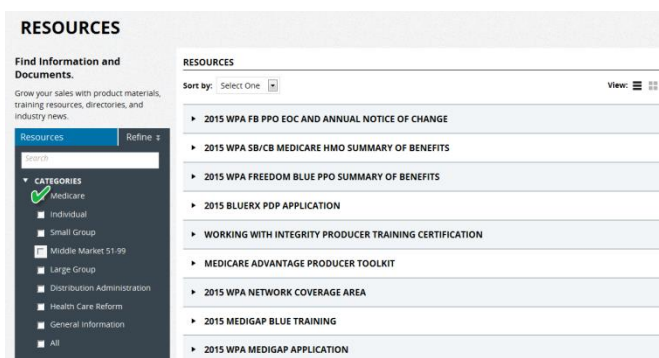 RESOURCES
Find Information and
Documents.
Grow your sales with product materials,
training resources, directories, and
industry news.
Resources
Refine
Search
CATEGORIES
Medicare
Individual
Small Group
Middle Market 51-99
Large Group
Distribution Administration
Health Care Reform
General Information
All
RESOURCES
Sort by: Select One
View:
2015 WPA FB PPO EOC AND ANNUAL NOTICE OF CHANGE
2015 WPA SB/CB MEDICARE HMO SUMMARY OF BENEFITS
2015 WPA FREEDOM BLUE PPO SUMMARY OF BENEFITS
2015 BLUERX PDP APPLICATION
WORKING WITH INTEGRITY PRODUCER TRAINING CERTIFICATION
MEDICARE ADVANTAGE PRODUCER TOOLKIT
2015 WPA NETWORK COVERAGE AREA
2015 MEDIGAP BLUE TRAINING
2015 WPA MEDIGAP APPLICATION